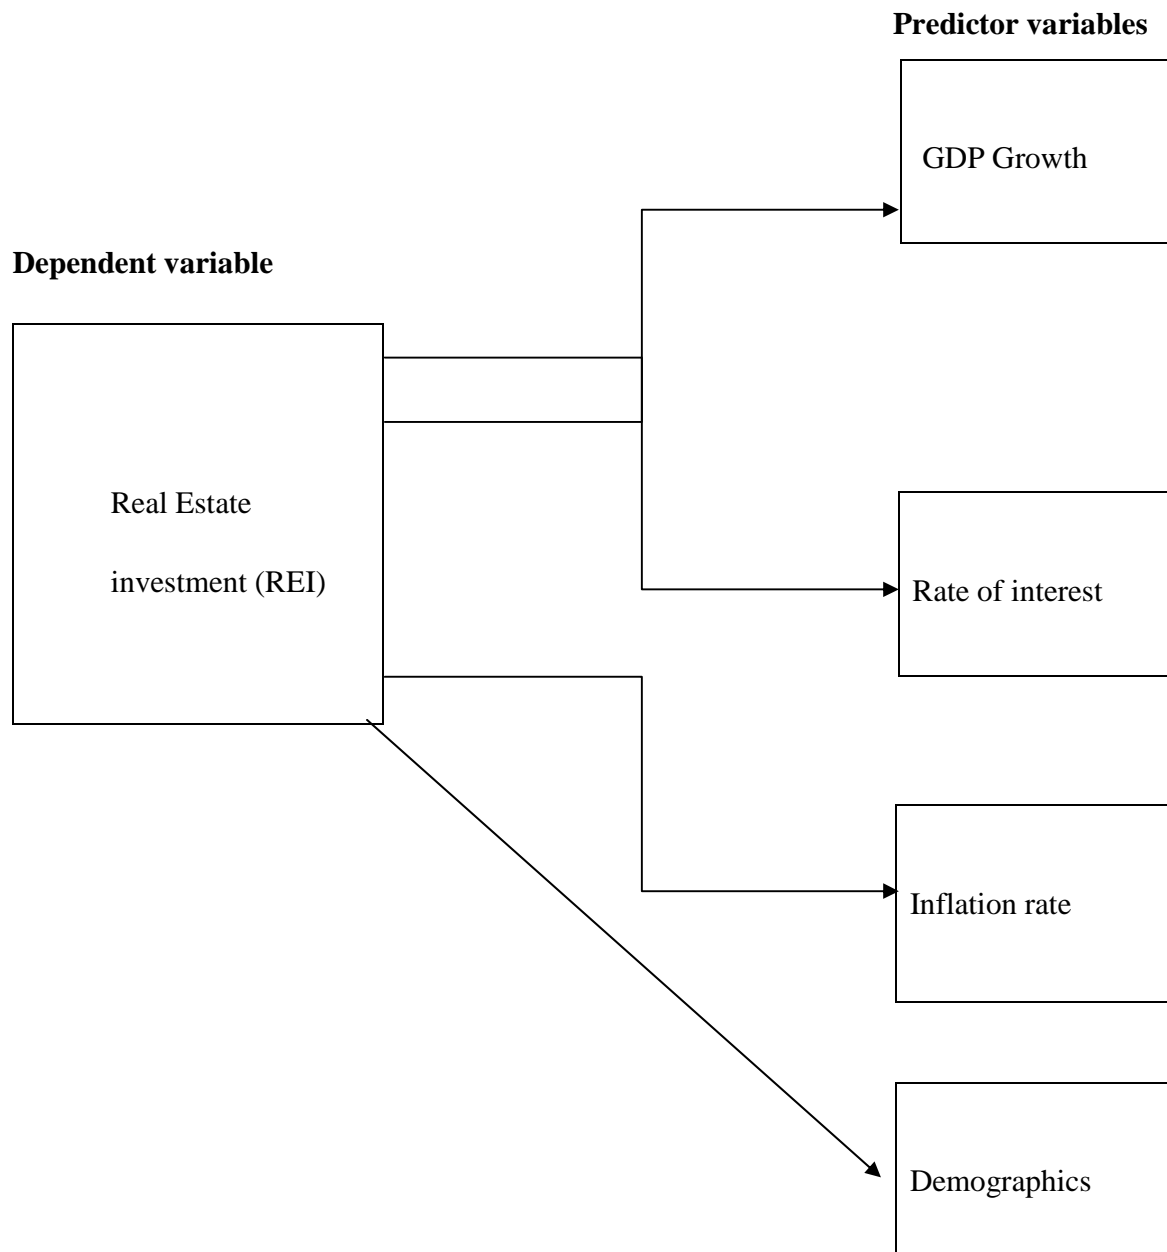 Predictor variables
GDP Growth
Dependent variable
Real Estate
investment (REI)
Rate of interest
Inflation rate
Demographics